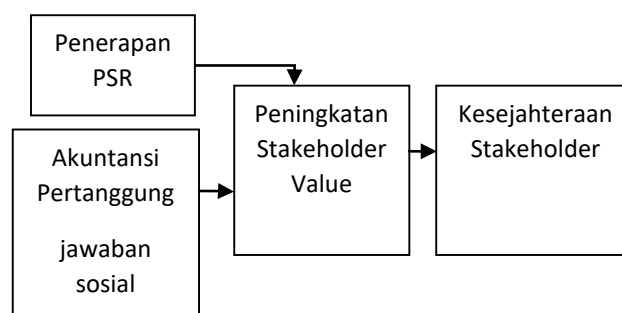 Penerapan
PSR
Akuntansi
Pertanggung
jawaban
sosial
Peningkatan
Stakeholder
Value
Kesejahteraan
Stakeholder